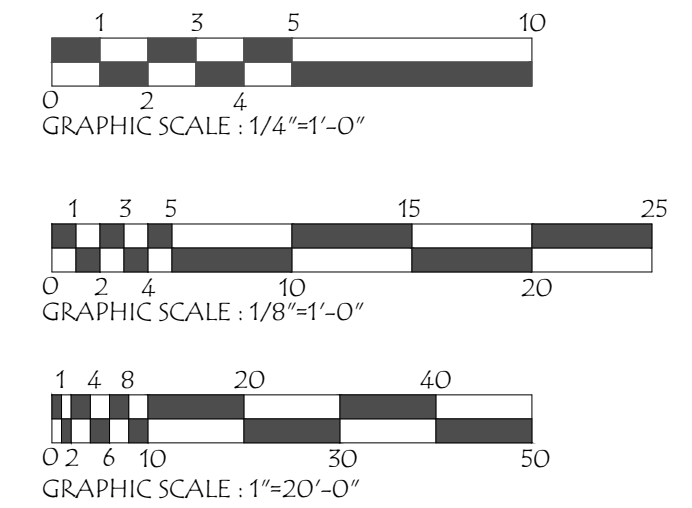 1 3 5 10
0 2 4
GRAPHIC SCALE : 1/4"=1'-0"
1 3 5 15 25
0 2 4 10 20
GRAPHIC SCALE : 1/8"=1'-0"
1 4 8 20 40
0 2 6 10 30 50
GRAPHIC SCALE : 1"=20'-0"